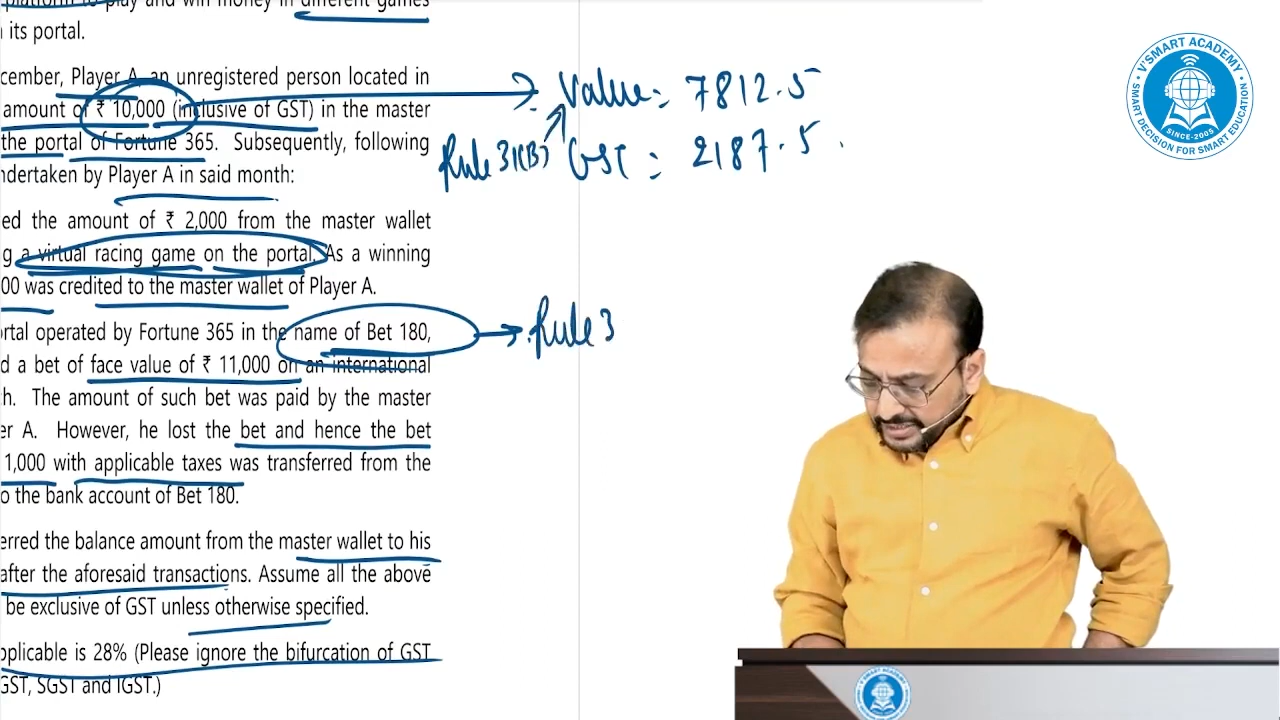 platform to play and win money in different games
its portal.
cember, Player A, an unregistered person located in
amount of ₹ 10,000 (inclusive of GST) in the master
the portal of Fortune 365. Subsequently, following
ndertaken by Player A in said month:
ed the amount of ₹ 2,000 from the master wallet
g a virtual racing game on the portal. As a winning
00 was credited to the master wallet of Player A.
ortal operated by Fortune 365 in the name of Bet 180,
d a bet of face value of ₹ 11,000 on an international
h. The amount of such bet was paid by the master
er A. However, he lost the bet and hence the bet
1,000 with applicable taxes was transferred from the
o the bank account of Bet 180.
erred the balance amount from the master wallet to his
after the aforesaid transactions. Assume all the above
be exclusive of GST unless otherwise specified.
pplicable is 28% (Please ignore the bifurcation of GST
GST, SGST and IGST.)
Value = 7812.5
Rule 31(B) GST = 2187.5
Rule 3
V'SMART ACADEMY
SINCE-2005
SMART DECISION FOR SMART EDUCATION